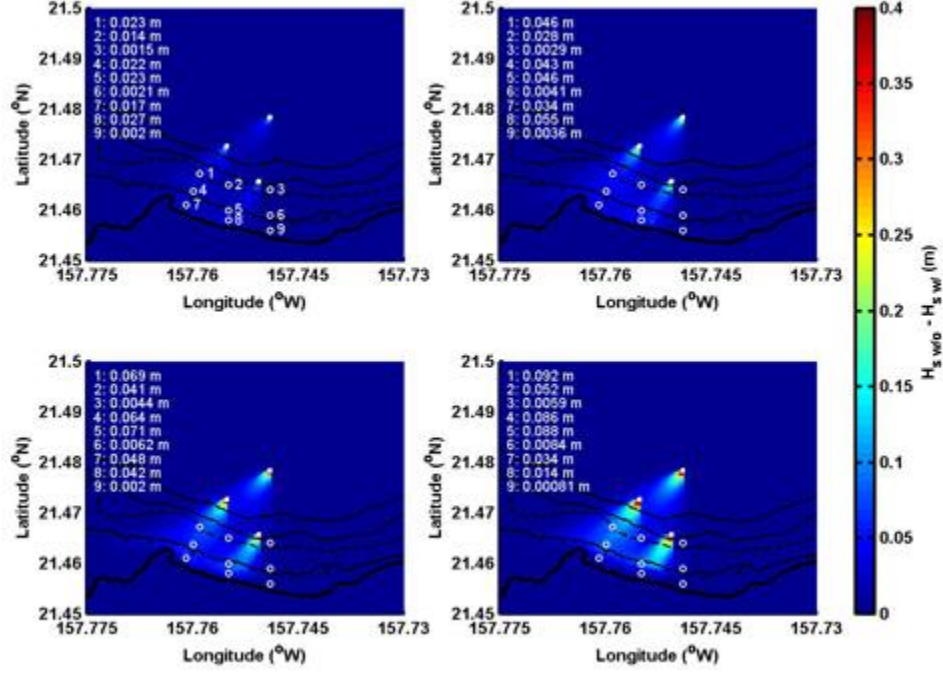 21.5
21.49
21.48
21.47
21.46
21.45
Latitude (°N)
1: 0.023 m
2: 0.014 m
3: 0.0015 m
4: 0.022 m
5: 0.023 m
6: 0.0021 m
7: 0.017 m
8: 0.027 m
9: 0.002 m
1
2
3
4
5
6
7
8
9
157.775
157.76
157.745
157.73
Longitude (°W)
21.5
21.49
21.48
21.47
21.46
21.45
Latitude (°N)
1: 0.046 m
2: 0.028 m
3: 0.0029 m
4: 0.043 m
5: 0.046 m
6: 0.0041 m
7: 0.034 m
8: 0.055 m
9: 0.0036 m
157.775
157.76
157.745
157.73
Longitude (°W)
21.5
21.49
21.48
21.47
21.46
21.45
Latitude (°N)
1: 0.069 m
2: 0.041 m
3: 0.0044 m
4: 0.064 m
5: 0.071 m
6: 0.0062 m
7: 0.048 m
8: 0.042 m
9: 0.002 m
157.775
157.76
157.745
157.73
Longitude (°W)
21.5
21.49
21.48
21.47
21.46
21.45
Latitude (°N)
1: 0.092 m
2: 0.052 m
3: 0.0059 m
4: 0.086 m
5: 0.088 m
6: 0.0084 m
7: 0.034 m
8: 0.014 m
9: 0.00081 m
157.775
157.76
157.745
157.73
Longitude (°W)
0.4
0.35
0.3
0.25
0.2
0.15
0.1
0.05
0
H_s w/o - H_s w/ (m)